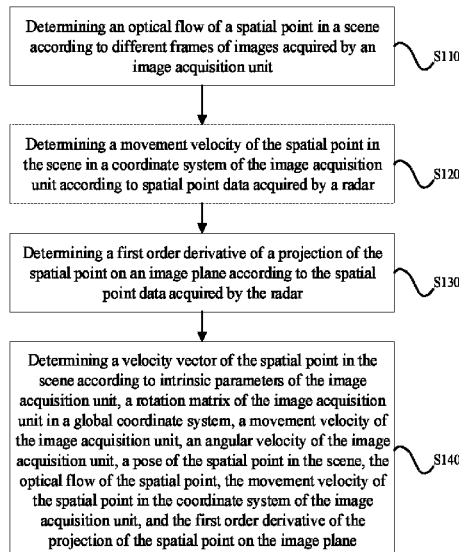 Determining an optical flow of a spatial point in a scene
according to different frames of images acquired by an
image acquisition unit
S110
Determining a movement velocity of the spatial point in
the scene in a coordinate system of the image acquisition
unit according to spatial point data acquired by a radar
S120
Determining a first order derivative of a projection of the
spatial point on an image plane according to the spatial
point data acquired by the radar
S130
Determining a velocity vector of the spatial point in the
scene according to intrinsic parameters of the image
acquisition unit, a rotation matrix of the image acquisition
unit in a global coordinate system, a movement velocity of
the image acquisition unit, an angular velocity of the image
acquisition unit, a pose of the spatial point in the scene, the
optical flow of the spatial point, the movement velocity of
the spatial point in the coordinate system of the image
acquisition unit, and the first order derivative of the
projection of the spatial point on the image plane
S140